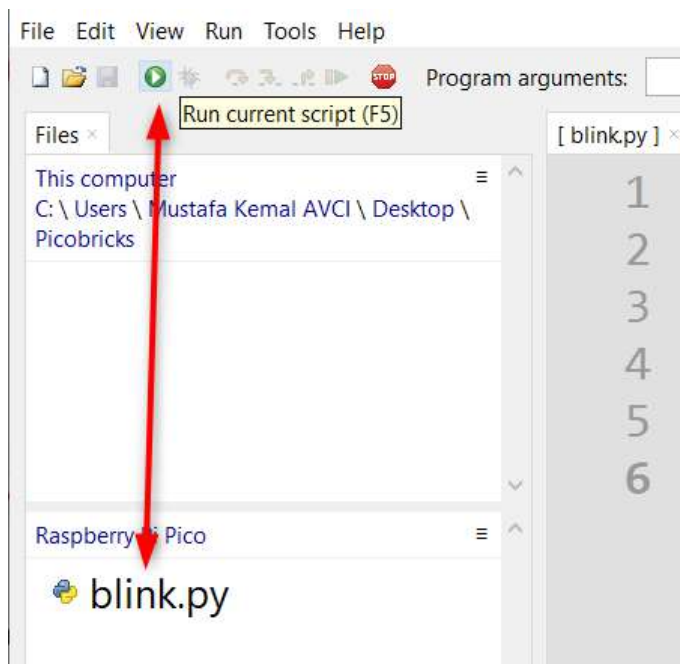 File Edit View Run Tools Help
STOP Program arguments:
Run current script (F5)
Files ×
[ blink.py ] ×
This computer
C: \ Users \ Mustafa Kemal AVCI \ Desktop \
Picobricks
1
2
3
4
5
6
Raspberry Pi Pico
blink.py